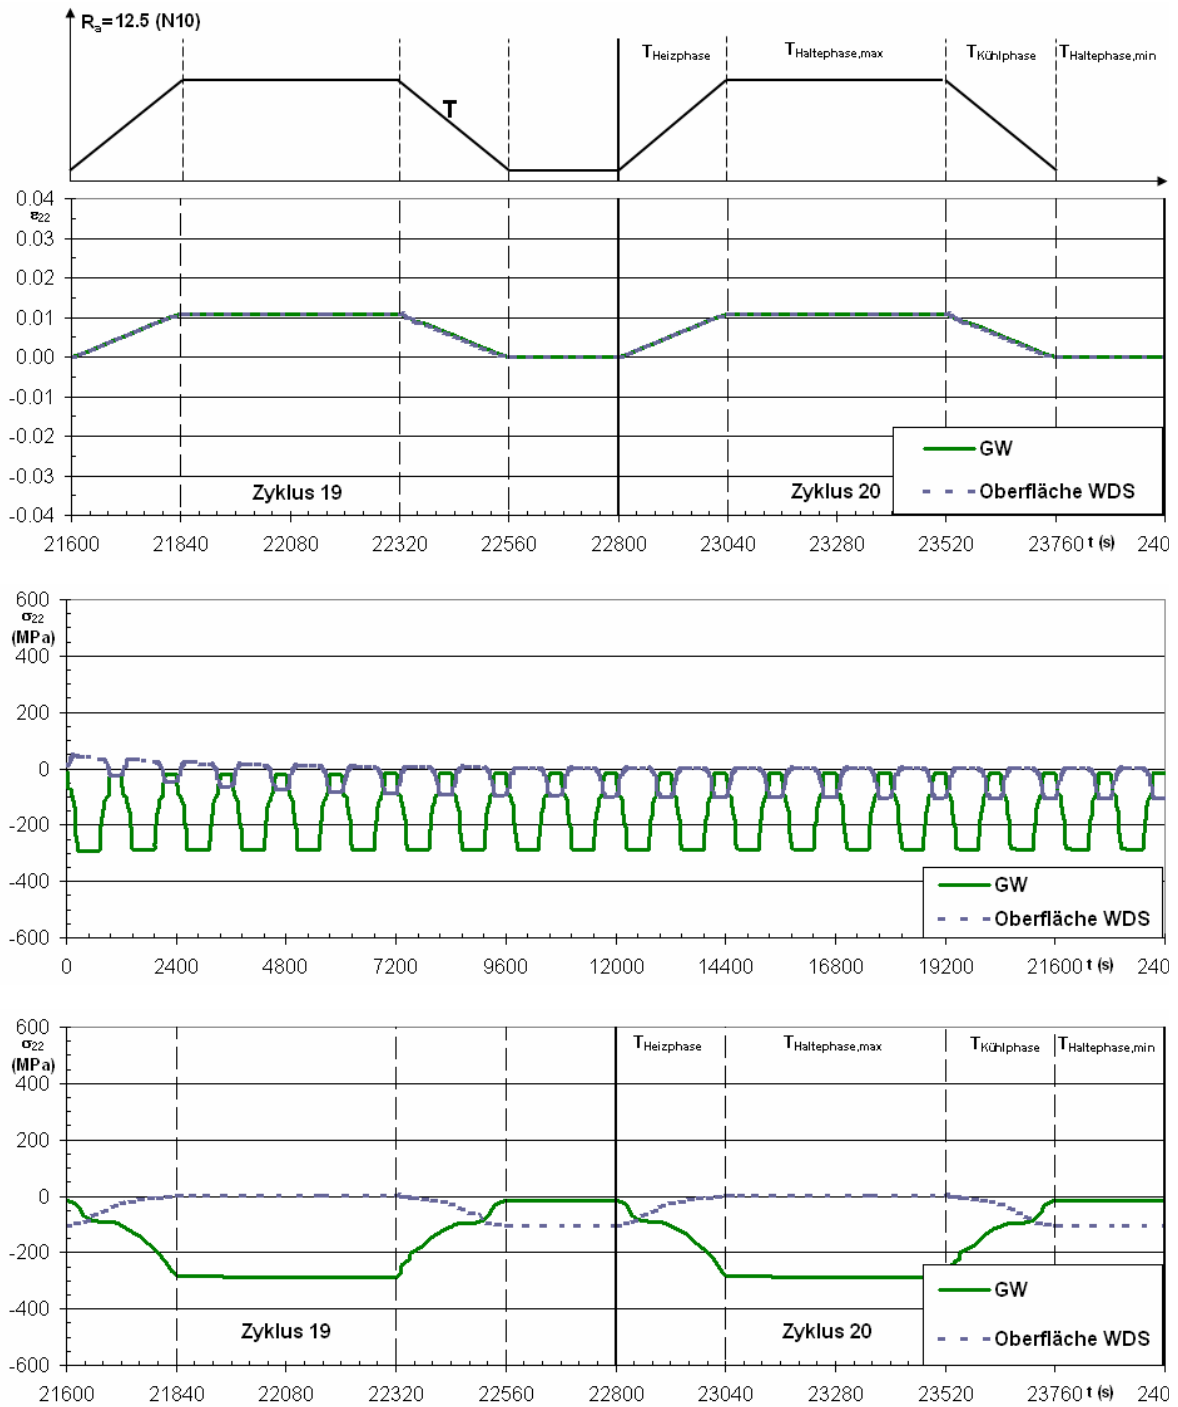 Ra=12.5 (N10)
THeizphase THaltephase,max TKühlphase THaltephase,min
T
0.04
ε22
0.03
0.02
0.01
0.00
-0.01
-0.02
-0.03
-0.04
GW
Oberfläche WDS
Zyklus 19 Zyklus 20
21600 21840 22080 22320 22560 22800 23040 23280 23520 23760 t (s) 240
600
σ22
(MPa)
400
200
0
-200
-400
-600
GW
Oberfläche WDS
0 2400 4800 7200 9600 12000 14400 16800 19200 21600 t (s) 240
600
σ22
(MPa)
THeizphase THaltephase,max TKühlphase THaltephase,min
400
200
0
-200
-400
-600
GW
Oberfläche WDS
Zyklus 19 Zyklus 20
21600 21840 22080 22320 22560 22800 23040 23280 23520 23760 t (s) 240